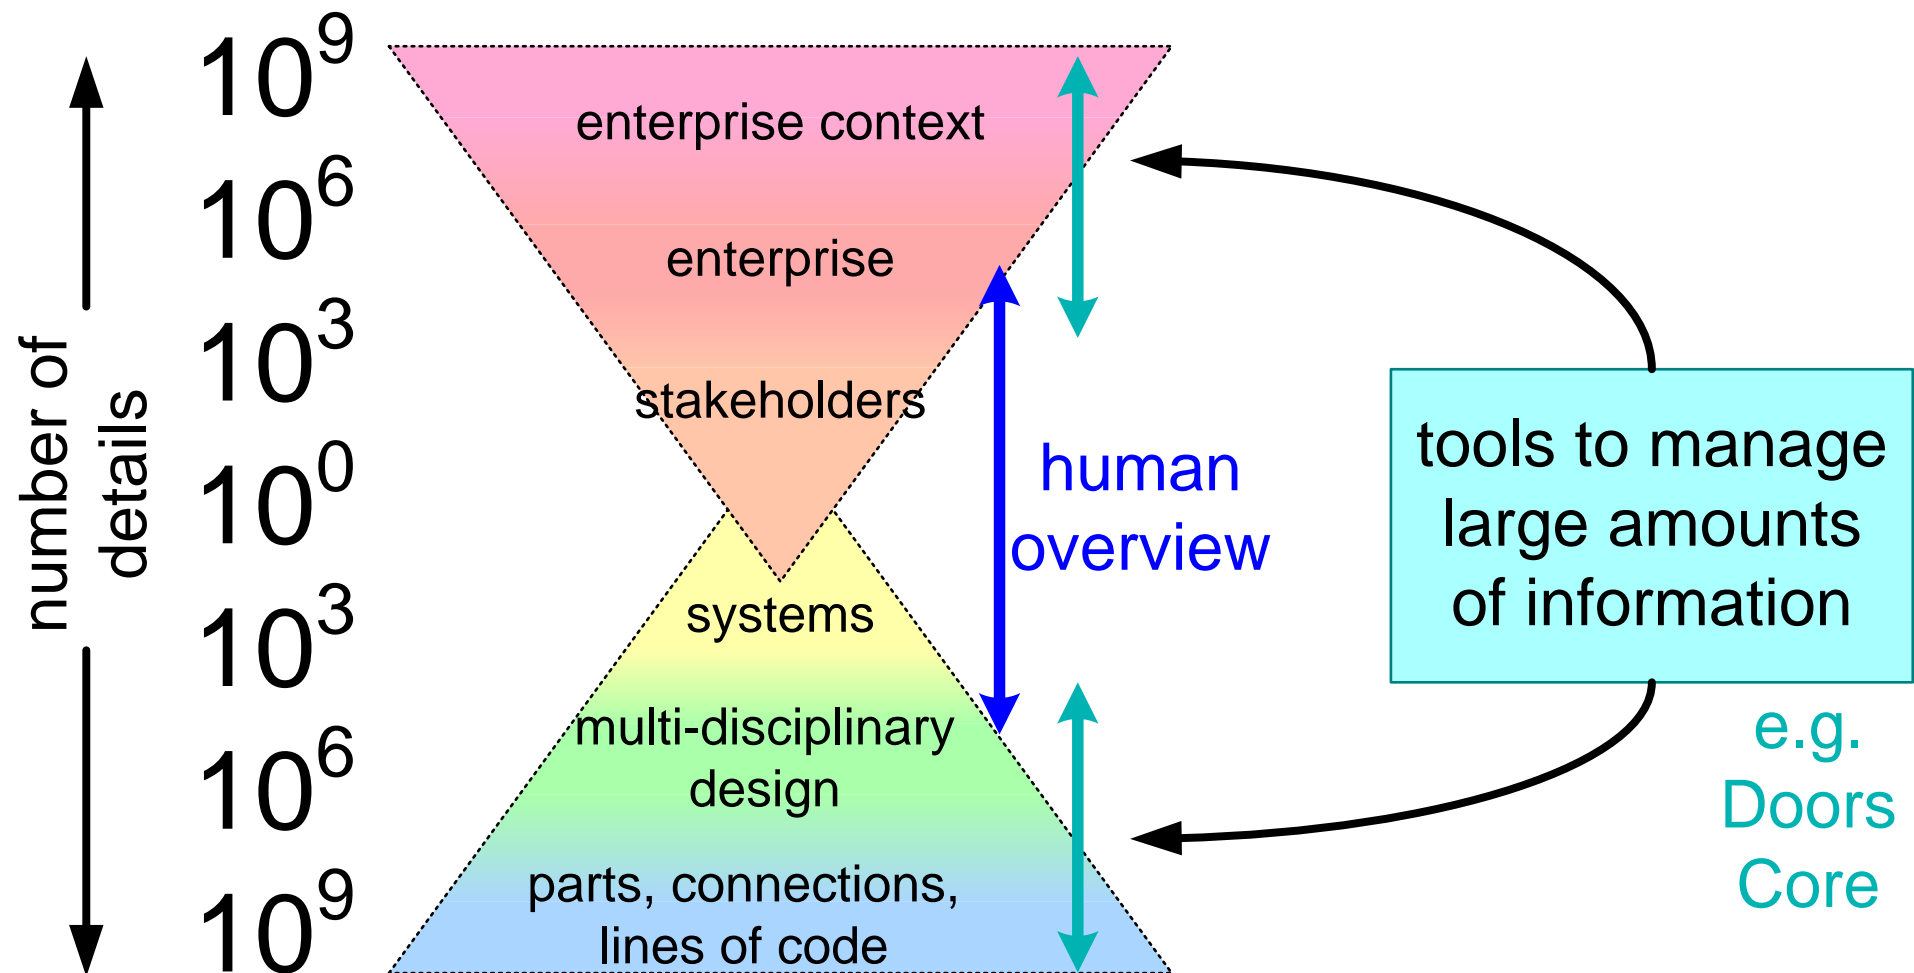 number of
details
10^9
10^6
10^3
10^0
10^3
10^6
10^9
enterprise context
enterprise
stakeholders
systems
multi-disciplinary
design
parts, connections,
lines of code
human
overview
tools to manage
large amounts
of information
e.g.
Doors
Core